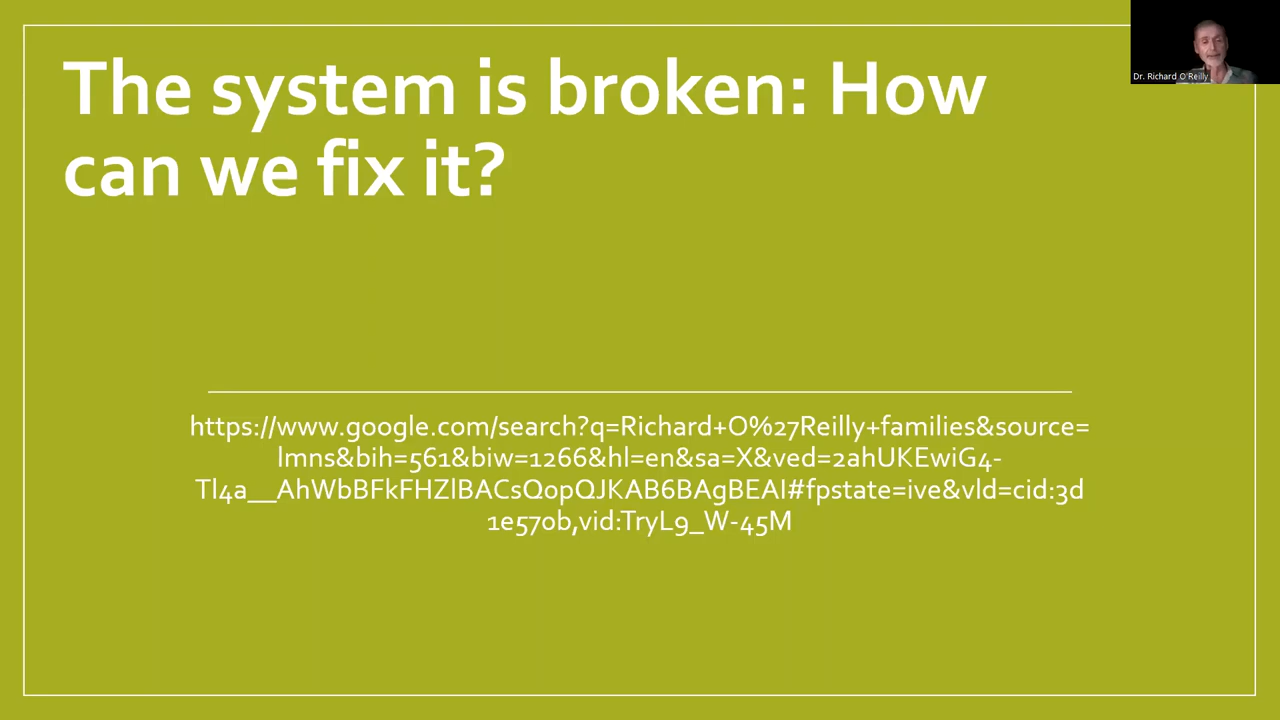 The system is broken: How
can we fix it?
Dr. Richard O'Reilly
https://www.google.com/search?q=Richard+O%27Reilly+families&source=
lmns&bih=561&biw=1266&hl=en&sa=X&ved=2ahUKEwiG4-
Tl4a__AhWbBFkFHZlBACsQ0pQJKAB6BAgBEAI#fpstate=ive&vld=cid:3d
1e570b,vid:TryL9_W-45M